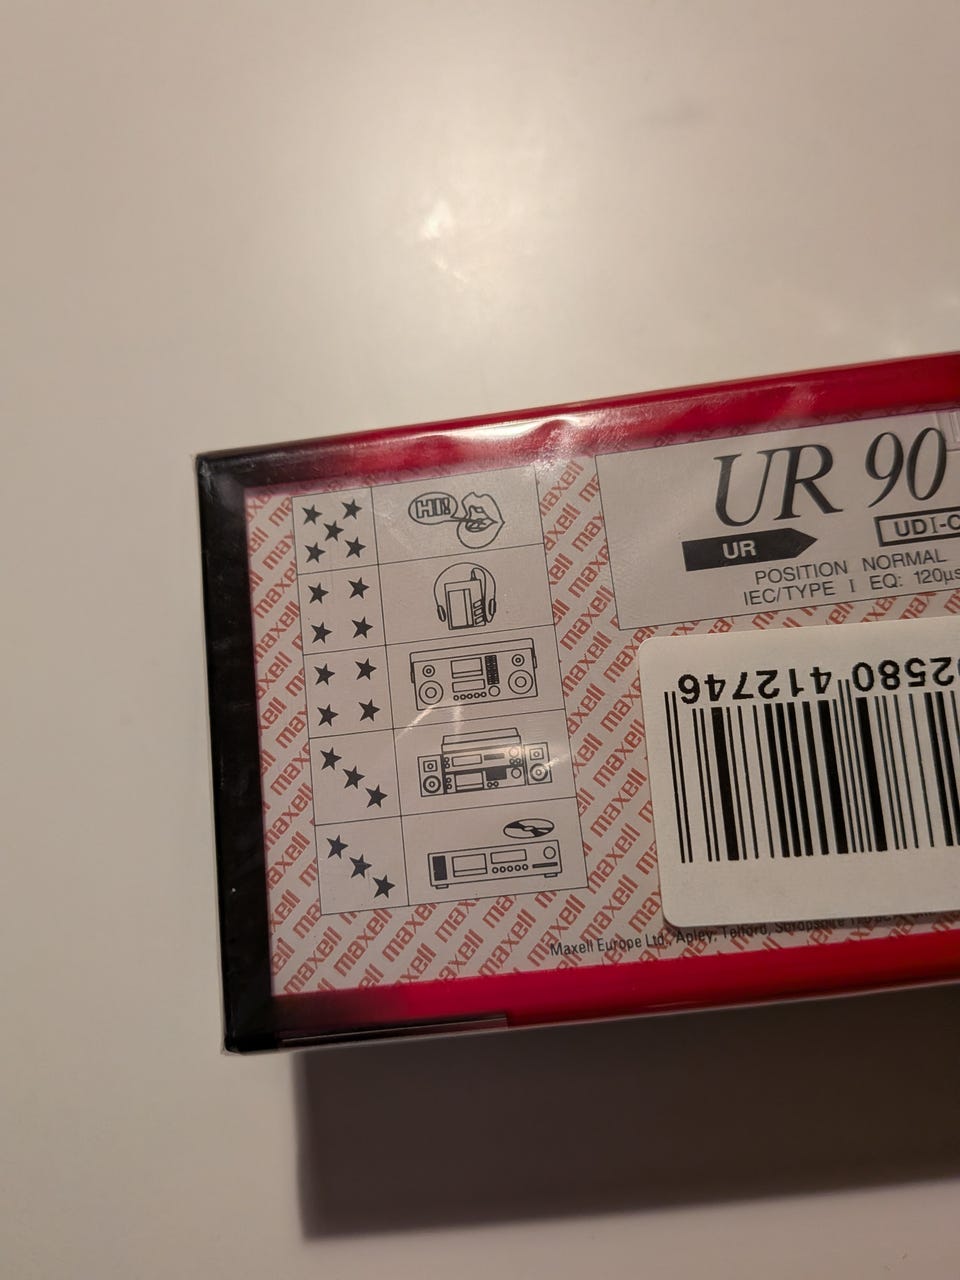 HI!
UR 90
UR
UDI-C
POSITION NORMAL
IEC/TYPE I EQ: 120µs
02580 412746
Maxell Europe Ltd., Apley, Telford, Shropshire
maxell